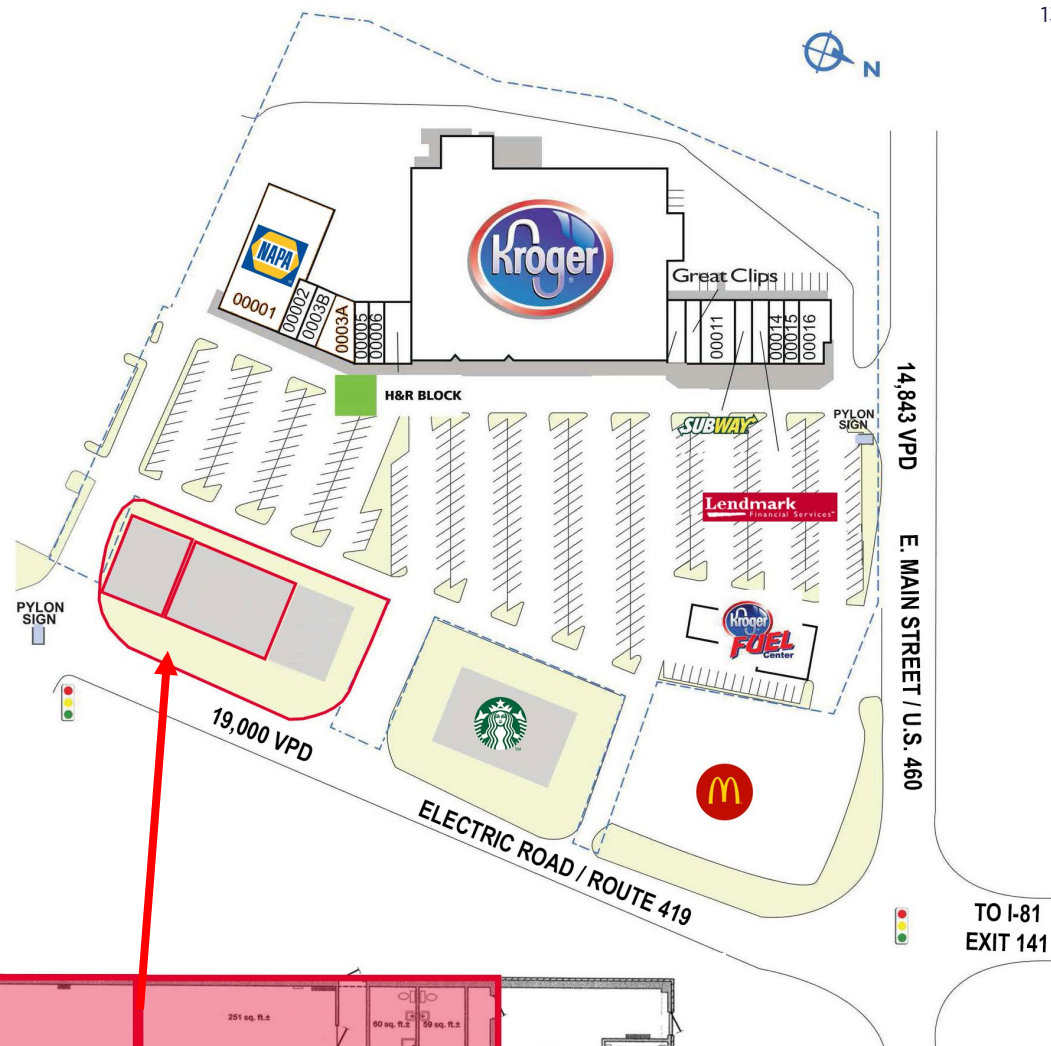 13
N
NAPA
Kroger
Great Clips
00001
00002
0003B
0003A
00005
00006
00011
00014
00015
00016
H&R BLOCK
SUBWAY
PYLON
SIGN
14,843 VPD
E. MAIN STREET / U.S. 460
Lendmark
Financial Services
PYLON
SIGN
Kroger
FUEL
Center
19,000 VPD
ELECTRIC ROAD / ROUTE 419
TO I-81
EXIT 141
251 sq. ft.±
60 sq. ft.±
59 sq. ft.±